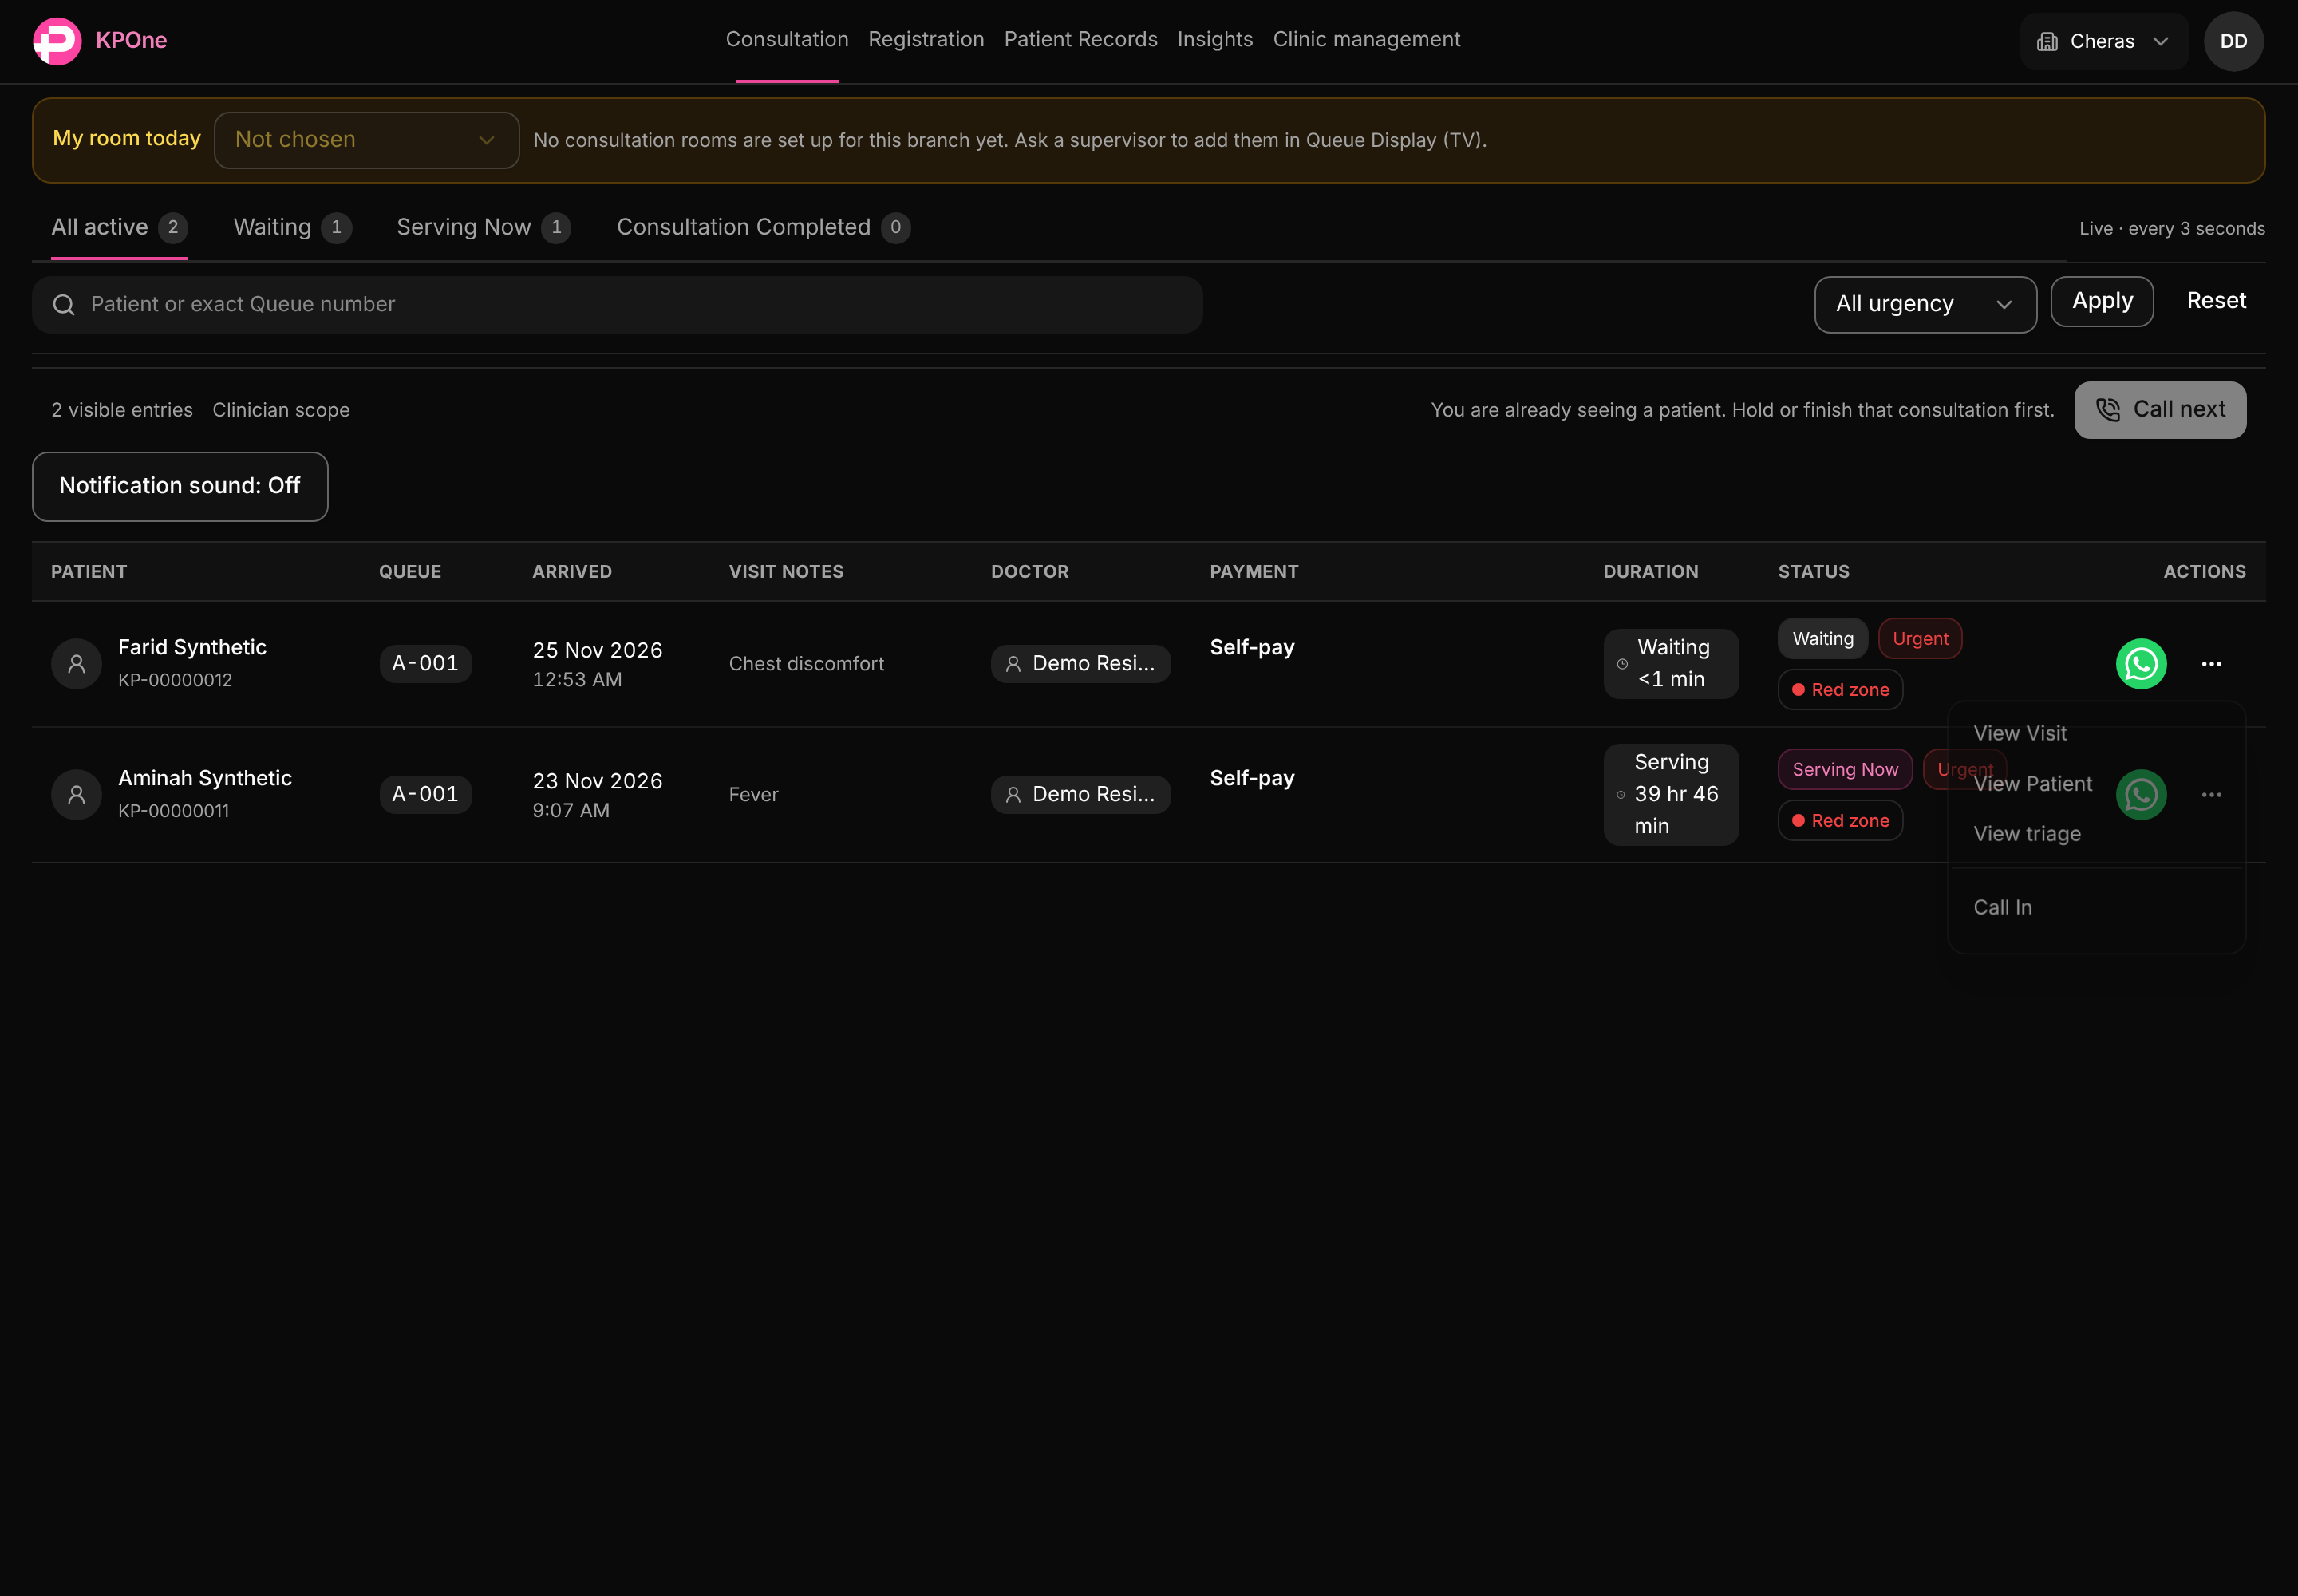 KPOne
Consultation
Registration
Patient Records
Insights
Clinic management
Cheras
DD
My room today
Not chosen
No consultation rooms are set up for this branch yet. Ask a supervisor to add them in Queue Display (TV).
All active 2
Waiting 1
Serving Now 1
Consultation Completed 0
Live · every 3 seconds
Patient or exact Queue number
All urgency
Apply
Reset
2 visible entries
Clinician scope
You are already seeing a patient. Hold or finish that consultation first.
Call next
Notification sound: Off
PATIENT
QUEUE
ARRIVED
VISIT NOTES
DOCTOR
PAYMENT
DURATION
STATUS
ACTIONS
Farid Synthetic
KP-00000012
A-001
25 Nov 2026
12:53 AM
Chest discomfort
Demo Resi...
Self-pay
Waiting
<1 min
Waiting
Urgent
Red zone
Aminah Synthetic
KP-00000011
A-001
23 Nov 2026
9:07 AM
Fever
Demo Resi...
Self-pay
Serving
39 hr 46
min
Serving Now
Urgent
Red zone
View Visit
View Patient
View triage
Call In